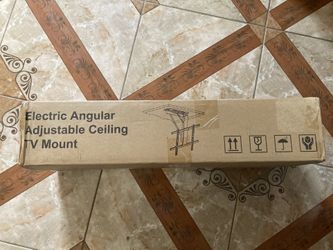 Electric Angular
Adjustable Ceiling
TV Mount